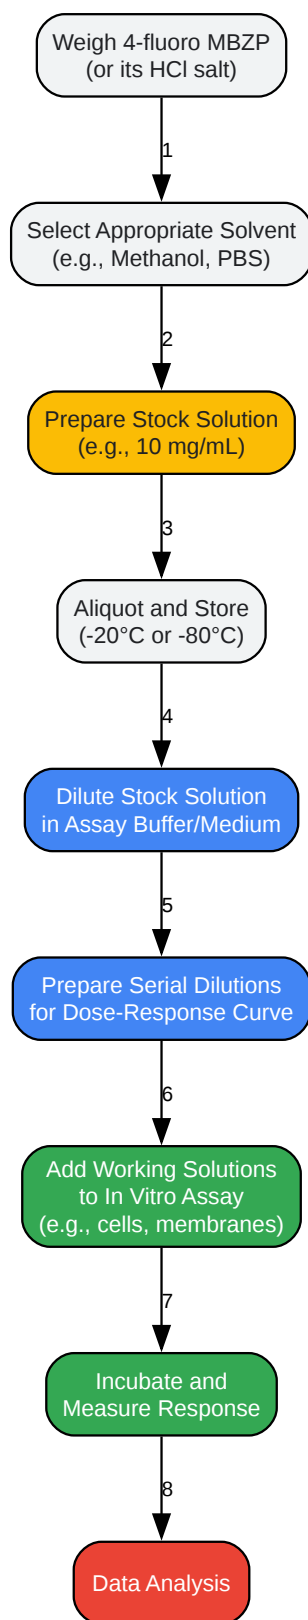 Weigh 4-fluoro MBZP
(or its HCl salt)
1
Select Appropriate Solvent
(e.g., Methanol, PBS)
2
Prepare Stock Solution
(e.g., 10 mg/mL)
3
Aliquot and Store
(-20°C or -80°C)
4
Dilute Stock Solution
in Assay Buffer/Medium
5
Prepare Serial Dilutions
for Dose-Response Curve
6
Add Working Solutions
to In Vitro Assay
(e.g., cells, membranes)
7
Incubate and
Measure Response
8
Data Analysis